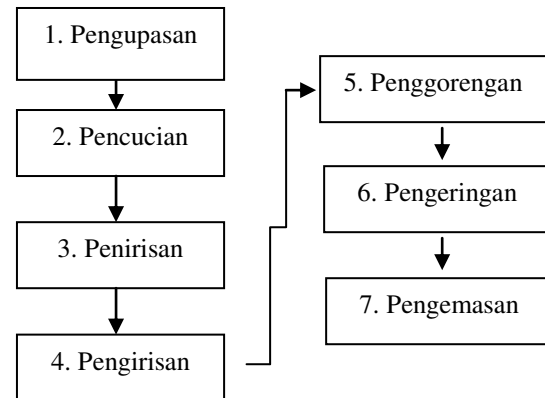 1. Pengupasan
2. Pencucian
3. Penirisan
4. Pengirisan
5. Penggorengan
6. Pengeringan
7. Pengemasan